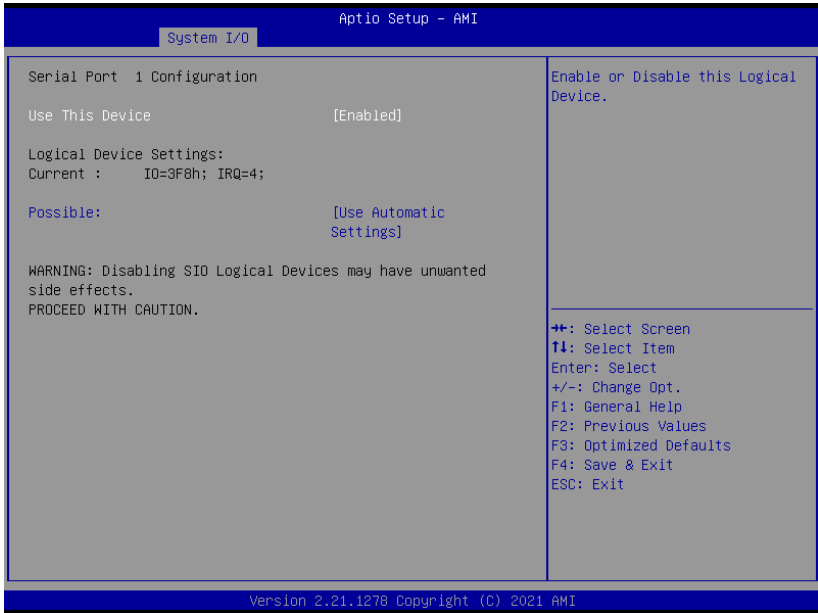 Aptio Setup - AMI
System I/O
Serial Port 1 Configuration
Use This Device [Enabled]
Logical Device Settings:
Current : IO=3F8h; IRQ=4;
Possible: [Use Automatic
Settings]
WARNING: Disabling SIO Logical Devices may have unwanted
side effects.
PROCEED WITH CAUTION.
Enable or Disable this Logical
Device.
→←: Select Screen
↑↓: Select Item
Enter: Select
+/-: Change Opt.
F1: General Help
F2: Previous Values
F3: Optimized Defaults
F4: Save & Exit
ESC: Exit
Version 2.21.1278 Copyright (C) 2021 AMI